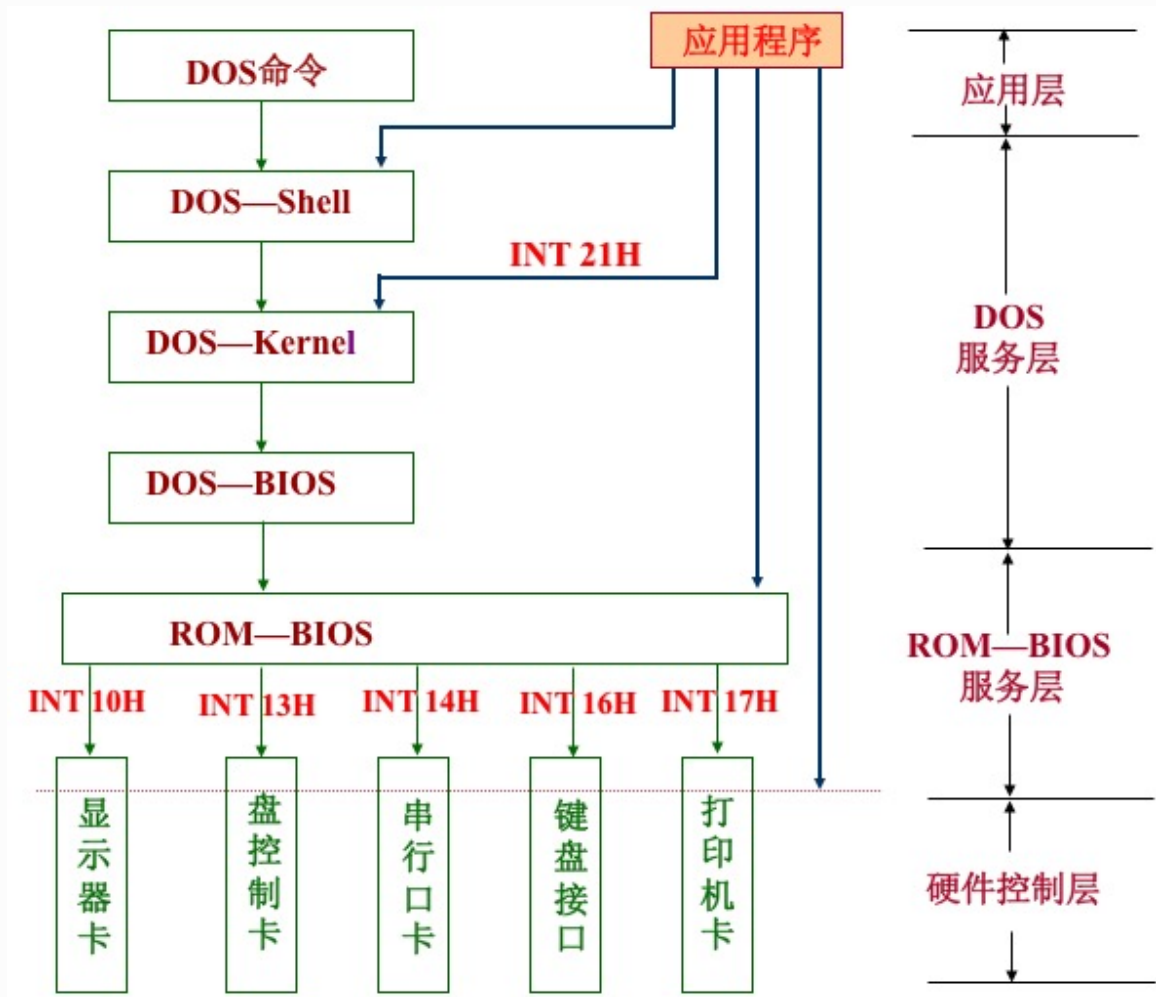 DOS命令
应用程序
应用层
DOS—Shell
INT 21H
DOS—Kernel
DOS
服务层
DOS—BIOS
ROM—BIOS
ROM—BIOS
服务层
INT 10H
INT 13H
INT 14H
INT 16H
INT 17H
显示器卡
盘控制卡
串行口卡
键盘接口
打印机卡
硬件控制层